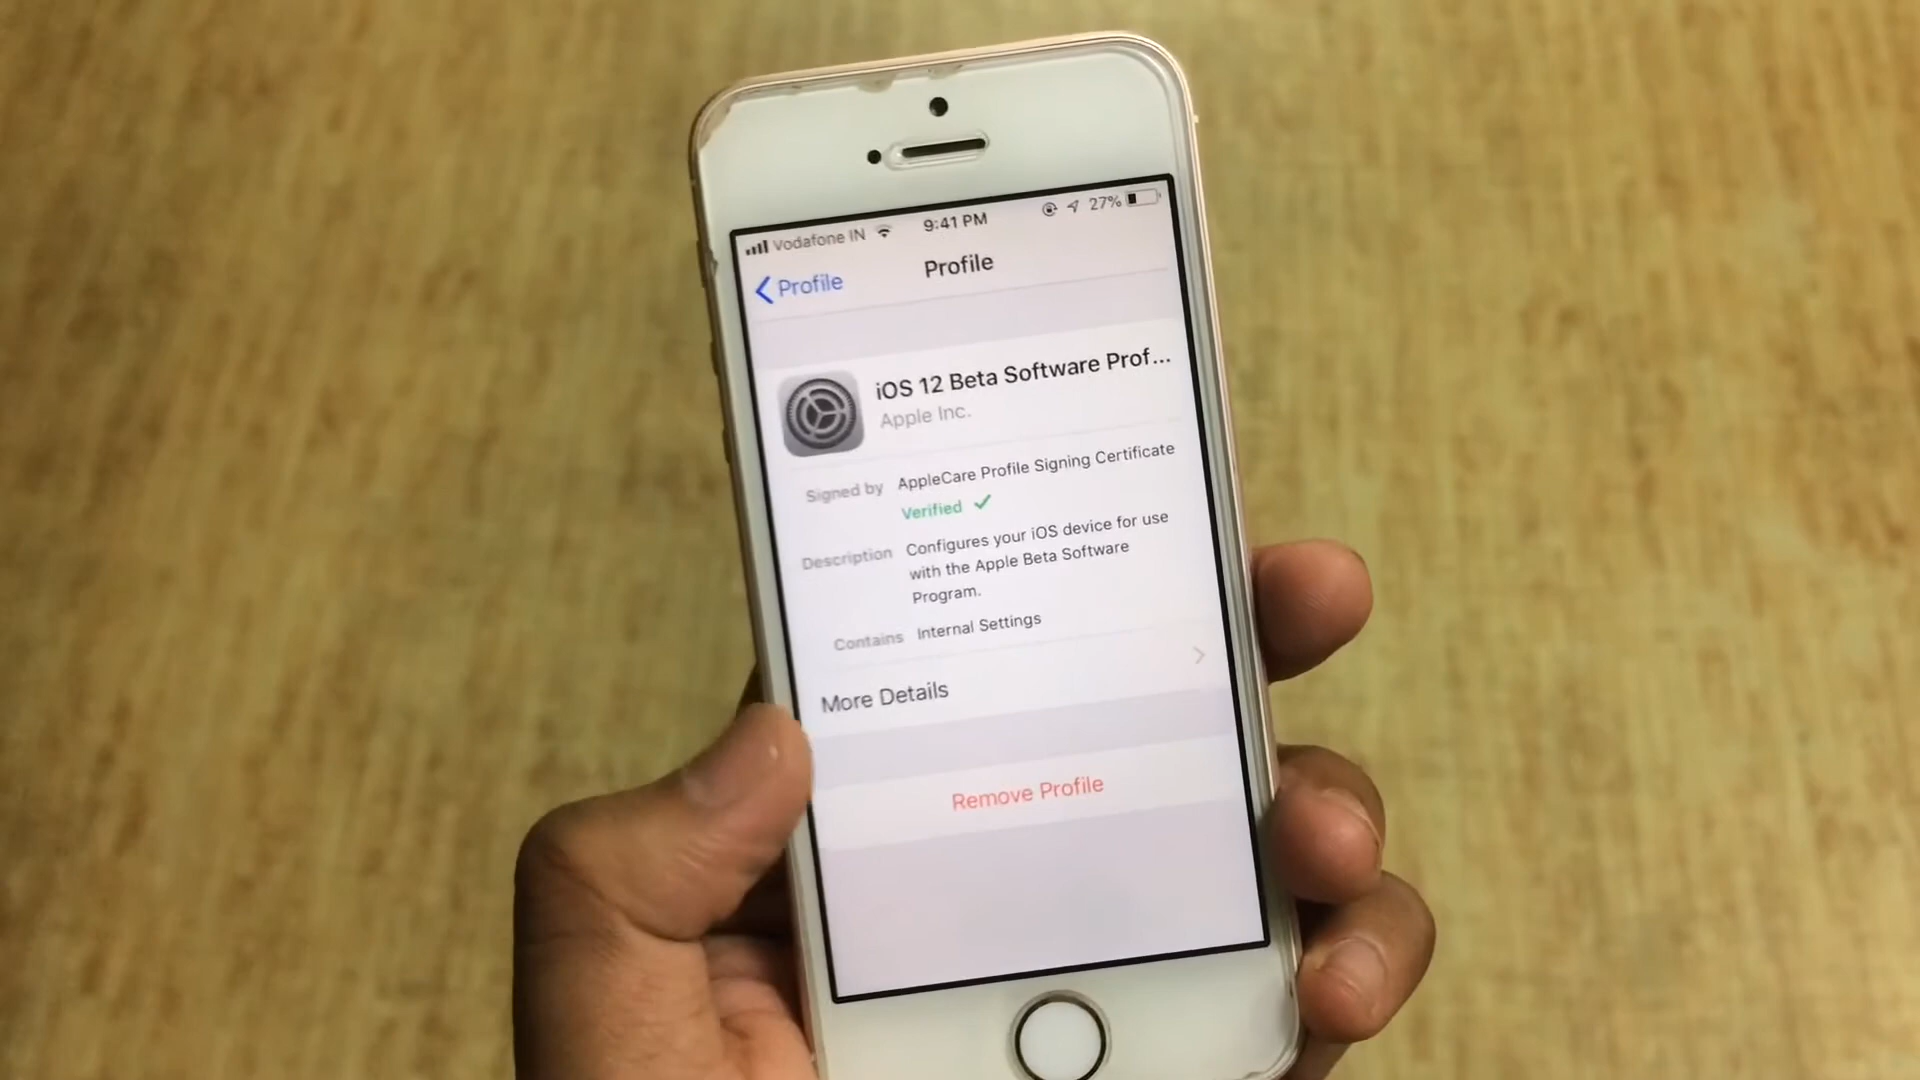 Vodafone IN 9:41 PM 27%
Profile Profile
iOS 12 Beta Software Prof...
Apple Inc.
Signed by AppleCare Profile Signing Certificate
Verified ✓
Description Configures your iOS device for use
with the Apple Beta Software
Program.
Contains Internal Settings
More Details
Remove Profile